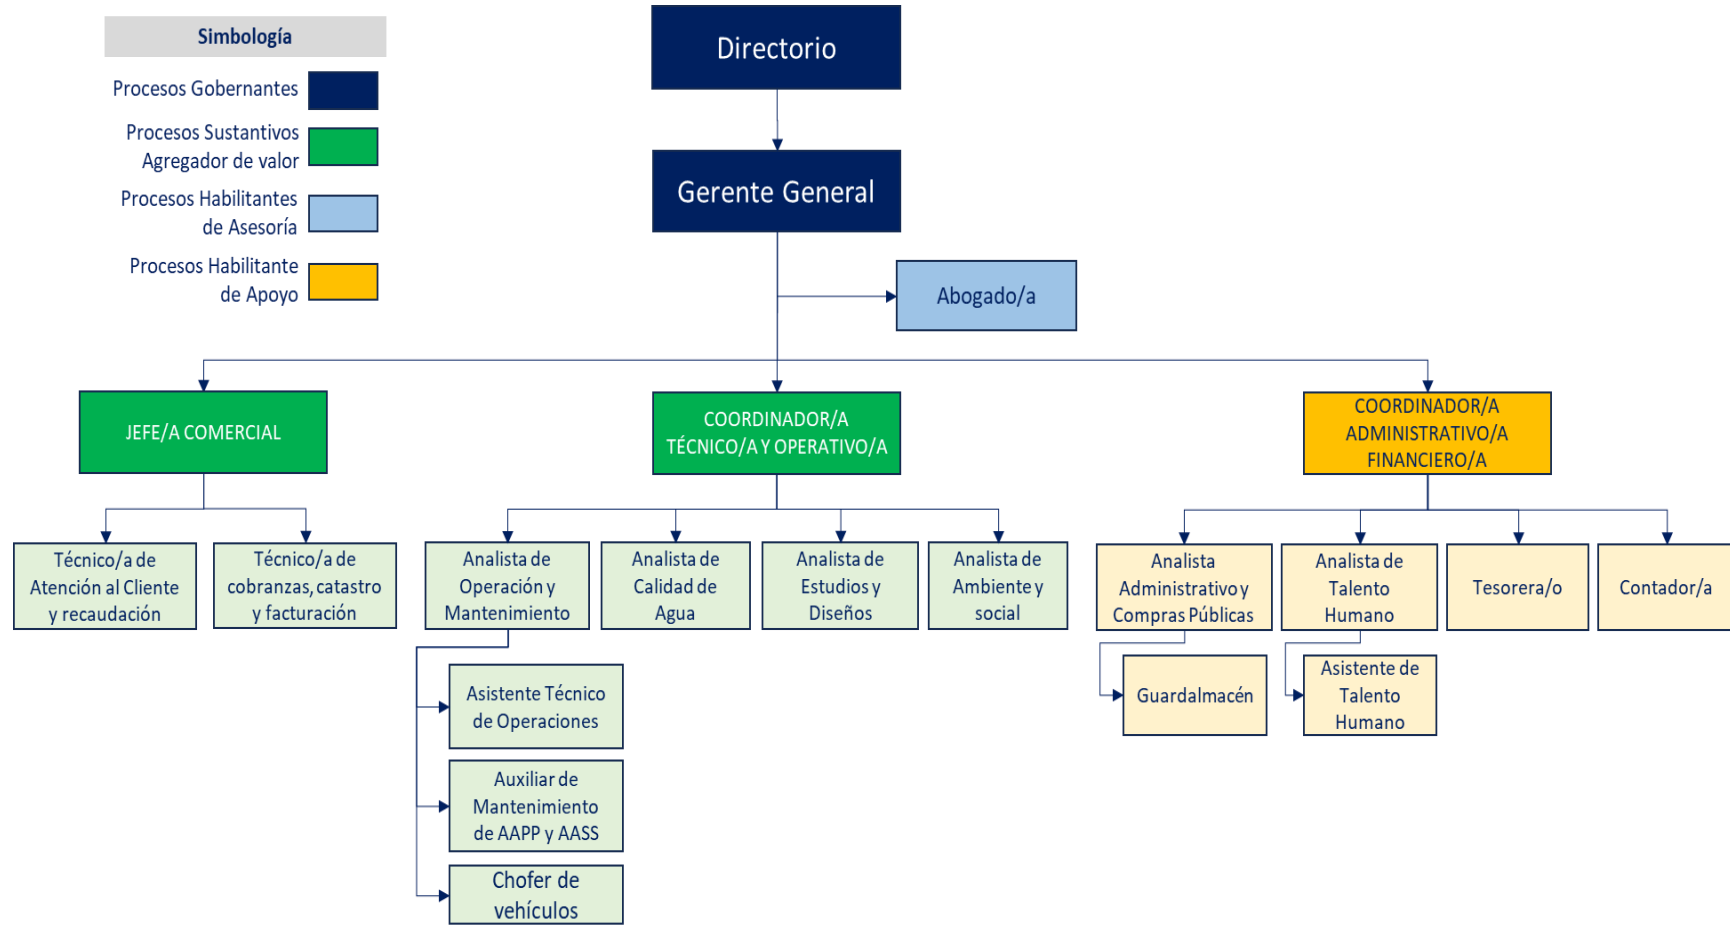 Simbología
Procesos Gobernantes
Procesos Sustantivos
Agregador de valor
Procesos Habilitantes
de Asesoría
Procesos Habilitante
de Apoyo
Directorio
Gerente General
Abogado/a
JEFE/A COMERCIAL
COORDINADOR/A
TÉCNICO/A Y OPERATIVO/A
COORDINADOR/A
ADMINISTRATIVO/A
FINANCIERO/A
Técnico/a de
Atención al Cliente
y recaudación
Técnico/a de
cobranzas, catastro
y facturación
Analista de
Operación y
Mantenimiento
Analista de
Calidad de
Agua
Analista de
Estudios y
Diseños
Analista de
Ambiente y
social
Analista
Administrativo y
Compras Públicas
Analista de
Talento
Humano
Tesorera/o
Contador/a
Asistente Técnico
de Operaciones
Auxiliar de
Mantenimiento
de AAPP y AASS
Chofer de
vehículos
Guardalmacén
Asistente de
Talento
Humano